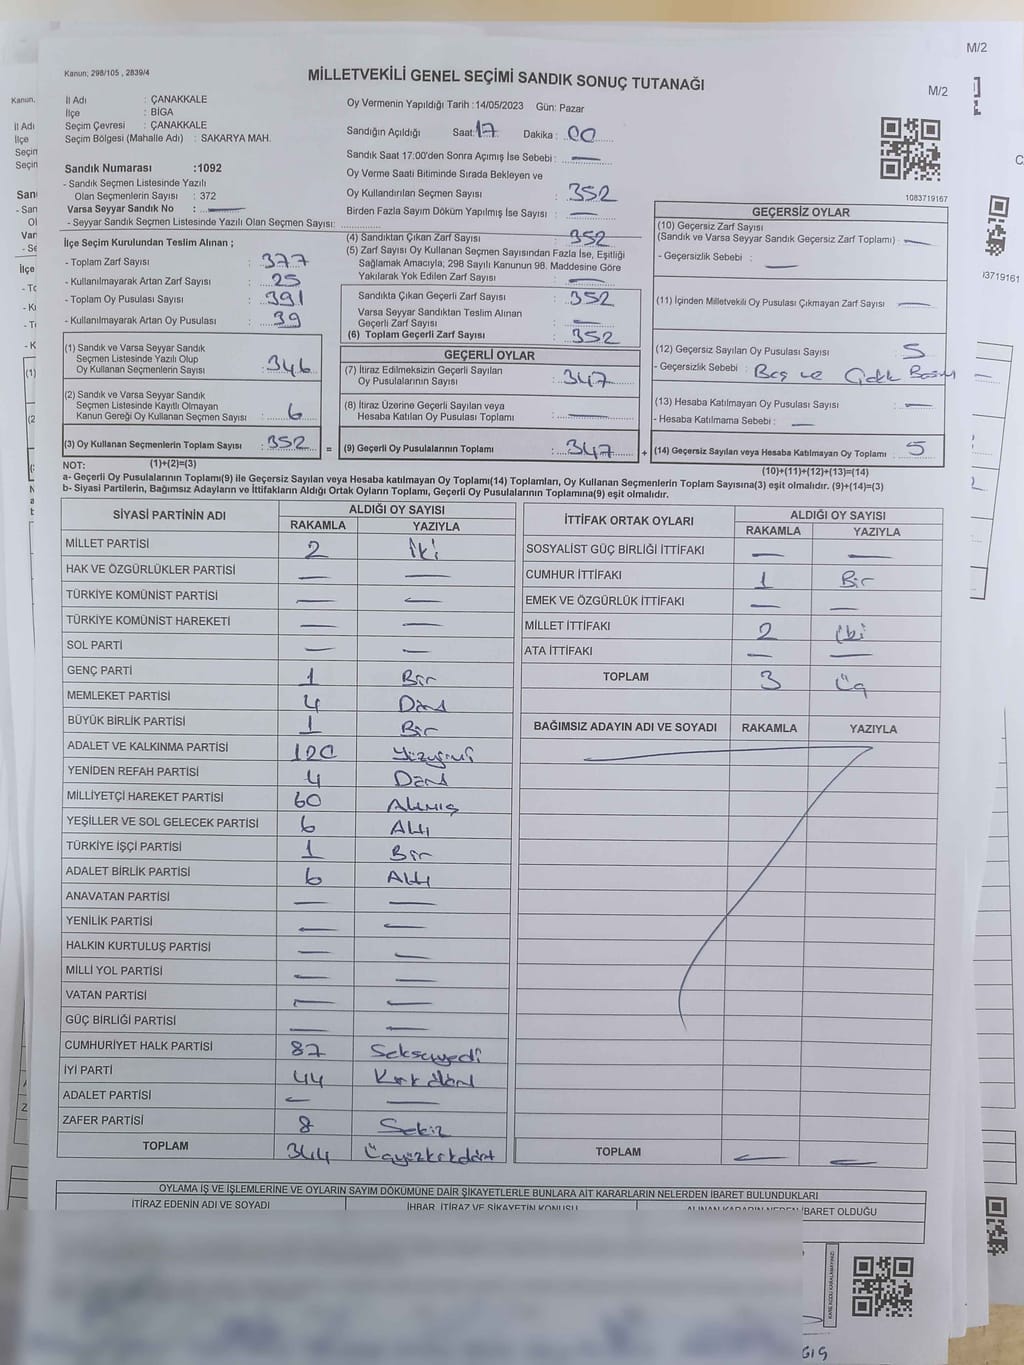 M/2
Kanun; 298/105 , 2839/4
MİLLETVEKİLİ GENEL SEÇİMİ SANDIK SONUÇ TUTANAĞI
M/2
İl Adı : ÇANAKKALE
İlçe : BİGA
Seçim Çevresi : ÇANAKKALE
Seçim Bölgesi (Mahalle Adı) : SAKARYA MAH.
Sandık Numarası :1092
- Sandık Seçmen Listesinde Yazılı
Olan Seçmenlerin Sayısı : 372
Varsa Seyyar Sandık No : —
- Seyyar Sandık Seçmen Listesinde Yazılı Olan Seçmen Sayısı:
Oy Vermenin Yapıldığı Tarih :14/05/2023 Gün: Pazar
Sandığın Açıldığı Saat: 17 Dakika : 00
Sandık Saat 17:00'den Sonra Açımış İse Sebebi : —
Oy Verme Saati Bitiminde Sırada Bekleyen ve
Oy Kullandırılan Seçmen Sayısı : 352
Birden Fazla Sayım Döküm Yapılmış İse Sayısı : —
1083719167
İlçe Seçim Kurulundan Teslim Alınan ;
- Toplam Zarf Sayısı : 377
- Kullanılmayarak Artan Zarf Sayısı : 25
- Toplam Oy Pusulası Sayısı : 391
- Kullanılmayarak Artan Oy Pusulası : 39
(4) Sandıktan Çıkan Zarf Sayısı : 352
(5) Zarf Sayısı Oy Kullanan Seçmen Sayısından Fazla İse, Eşitliği
Sağlamak Amacıyla, 298 Sayılı Kanunun 98. Maddesine Göre
Yakılarak Yok Edilen Zarf Sayısı : —
Sandıkta Çıkan Geçerli Zarf Sayısı : 352
Varsa Seyyar Sandıktan Teslim Alınan
Geçerli Zarf Sayısı : —
(6) Toplam Geçerli Zarf Sayısı : 352
GEÇERSİZ OYLAR
(10) Geçersiz Zarf Sayısı
(Sandık ve Varsa Seyyar Sandık Geçersiz Zarf Toplamı) : —
- Geçersizlik Sebebi : —
(11) İçinden Milletvekili Oy Pusulası Çıkmayan Zarf Sayısı —
(12) Geçersiz Sayılan Oy Pusulası Sayısı : 5
- Geçersizlik Sebebi : Boş ve
(13) Hesaba Katılmayan Oy Pusulası Sayısı : —
- Hesaba Katılmama Sebebi : —
(14) Geçersiz Sayılan veya Hesaba Katılmayan Oy Toplamı : 5
(10)+(11)+(12)+(13)=(14)
(1) Sandık ve Varsa Seyyar Sandık
Seçmen Listesinde Yazılı Olup
Oy Kullanan Seçmenlerin Sayısı : 346
(2) Sandık ve Varsa Seyyar Sandık
Seçmen Listesinde Kayıtlı Olmayan
Kanun Gereği Oy Kullanan Seçmen Sayısı : 6
(3) Oy Kullanan Seçmenlerin Toplam Sayısı : 352 =
GEÇERLİ OYLAR
(7) İtiraz Edilmeksizin Geçerli Sayılan
Oy Pusulalarının Sayısı : 347
(8) İtiraz Üzerine Geçerli Sayılan veya
Hesaba Katılan Oy Pusulası Toplamı : —
(9) Geçerli Oy Pusulalarının Toplamı : 347 +
NOT: (1)+(2)=(3)
a- Geçerli Oy Pusulalarının Toplamı(9) ile Geçersiz Sayılan veya Hesaba katılmayan Oy Toplamı(14) Toplamları, Oy Kullanan Seçmenlerin Toplam Sayısına(3) eşit olmalıdır. (9)+(14)=(3)
b- Siyasi Partilerin, Bağımsız Adayların ve İttifakların Aldığı Ortak Oyların Toplamı, Geçerli Oy Pusulalarının Toplamına(9) eşit olmalıdır.
SİYASİ PARTİNİN ADI ALDIĞI OY SAYISI
RAKAMLA YAZIYLA
MİLLET PARTİSİ 2 İki
HAK VE ÖZGÜRLÜKLER PARTİSİ — —
TÜRKİYE KOMÜNİST PARTİSİ — —
TÜRKİYE KOMÜNİST HAREKETİ — —
SOL PARTİ — —
GENÇ PARTİ 1 Bir
MEMLEKET PARTİSİ 4 Dört
BÜYÜK BİRLİK PARTİSİ 1 Bir
ADALET VE KALKINMA PARTİSİ 120 Yüzyirmi
YENİDEN REFAH PARTİSİ 4 Dört
MİLLİYETÇİ HAREKET PARTİSİ 60 Altmış
YEŞİLLER VE SOL GELECEK PARTİSİ 6 Altı
TÜRKİYE İŞÇİ PARTİSİ 1 Bir
ADALET BİRLİK PARTİSİ 6 Altı
ANAVATAN PARTİSİ — —
YENİLİK PARTİSİ — —
HALKIN KURTULUŞ PARTİSİ — —
MİLLİ YOL PARTİSİ — —
VATAN PARTİSİ — —
GÜÇ BİRLİĞİ PARTİSİ — —
CUMHURİYET HALK PARTİSİ 87 Seksenyedi
İYİ PARTİ 44 Kırkdört
ADALET PARTİSİ — —
ZAFER PARTİSİ 8 Sekiz
TOPLAM 344 Üçyüzkırkdört
İTTİFAK ORTAK OYLARI ALDIĞI OY SAYISI
RAKAMLA YAZIYLA
SOSYALİST GÜÇ BİRLİĞİ İTTİFAKI — —
CUMHUR İTTİFAKI 1 Bir
EMEK VE ÖZGÜRLÜK İTTİFAKI — —
MİLLET İTTİFAKI 2 İki
ATA İTTİFAKI — —
TOPLAM 3 Üç
BAĞIMSIZ ADAYIN ADI VE SOYADI RAKAMLA YAZIYLA
TOPLAM — —
OYLAMA İŞ VE İŞLEMLERİNE VE OYLARIN SAYIM DÖKÜMÜNE DAİR ŞİKAYETLERLE BUNLARA AİT KARARLARIN NELERDEN İBARET BULUNDUKLARI
İTİRAZ EDENİN ADI VE SOYADI İHBAR, İTİRAZ VE ŞİKAYETİN KONUSU ALINAN KARARIN NEDEN İBARET OLDUĞU